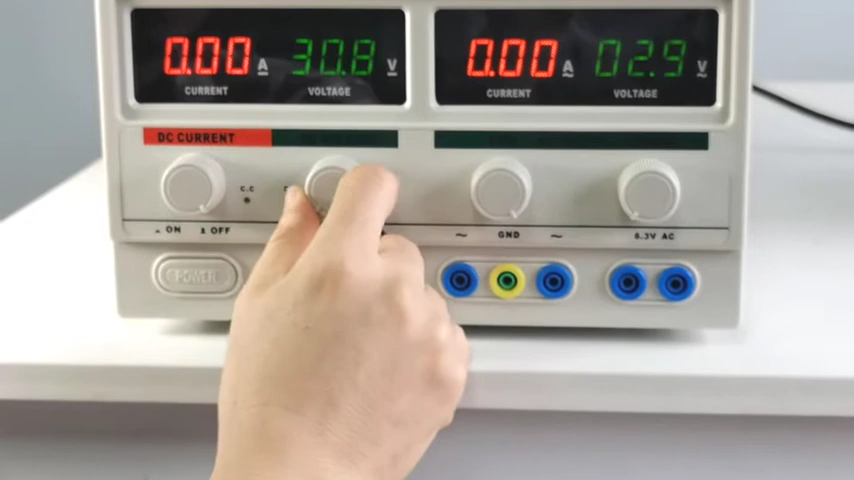 0.00 A 30.8 V 0.00 A 02.9 V
CURRENT VOLTAGE CURRENT VOLTAGE
DC CURRENT
C.C
ON OFF GND 6.3V AC
POWER